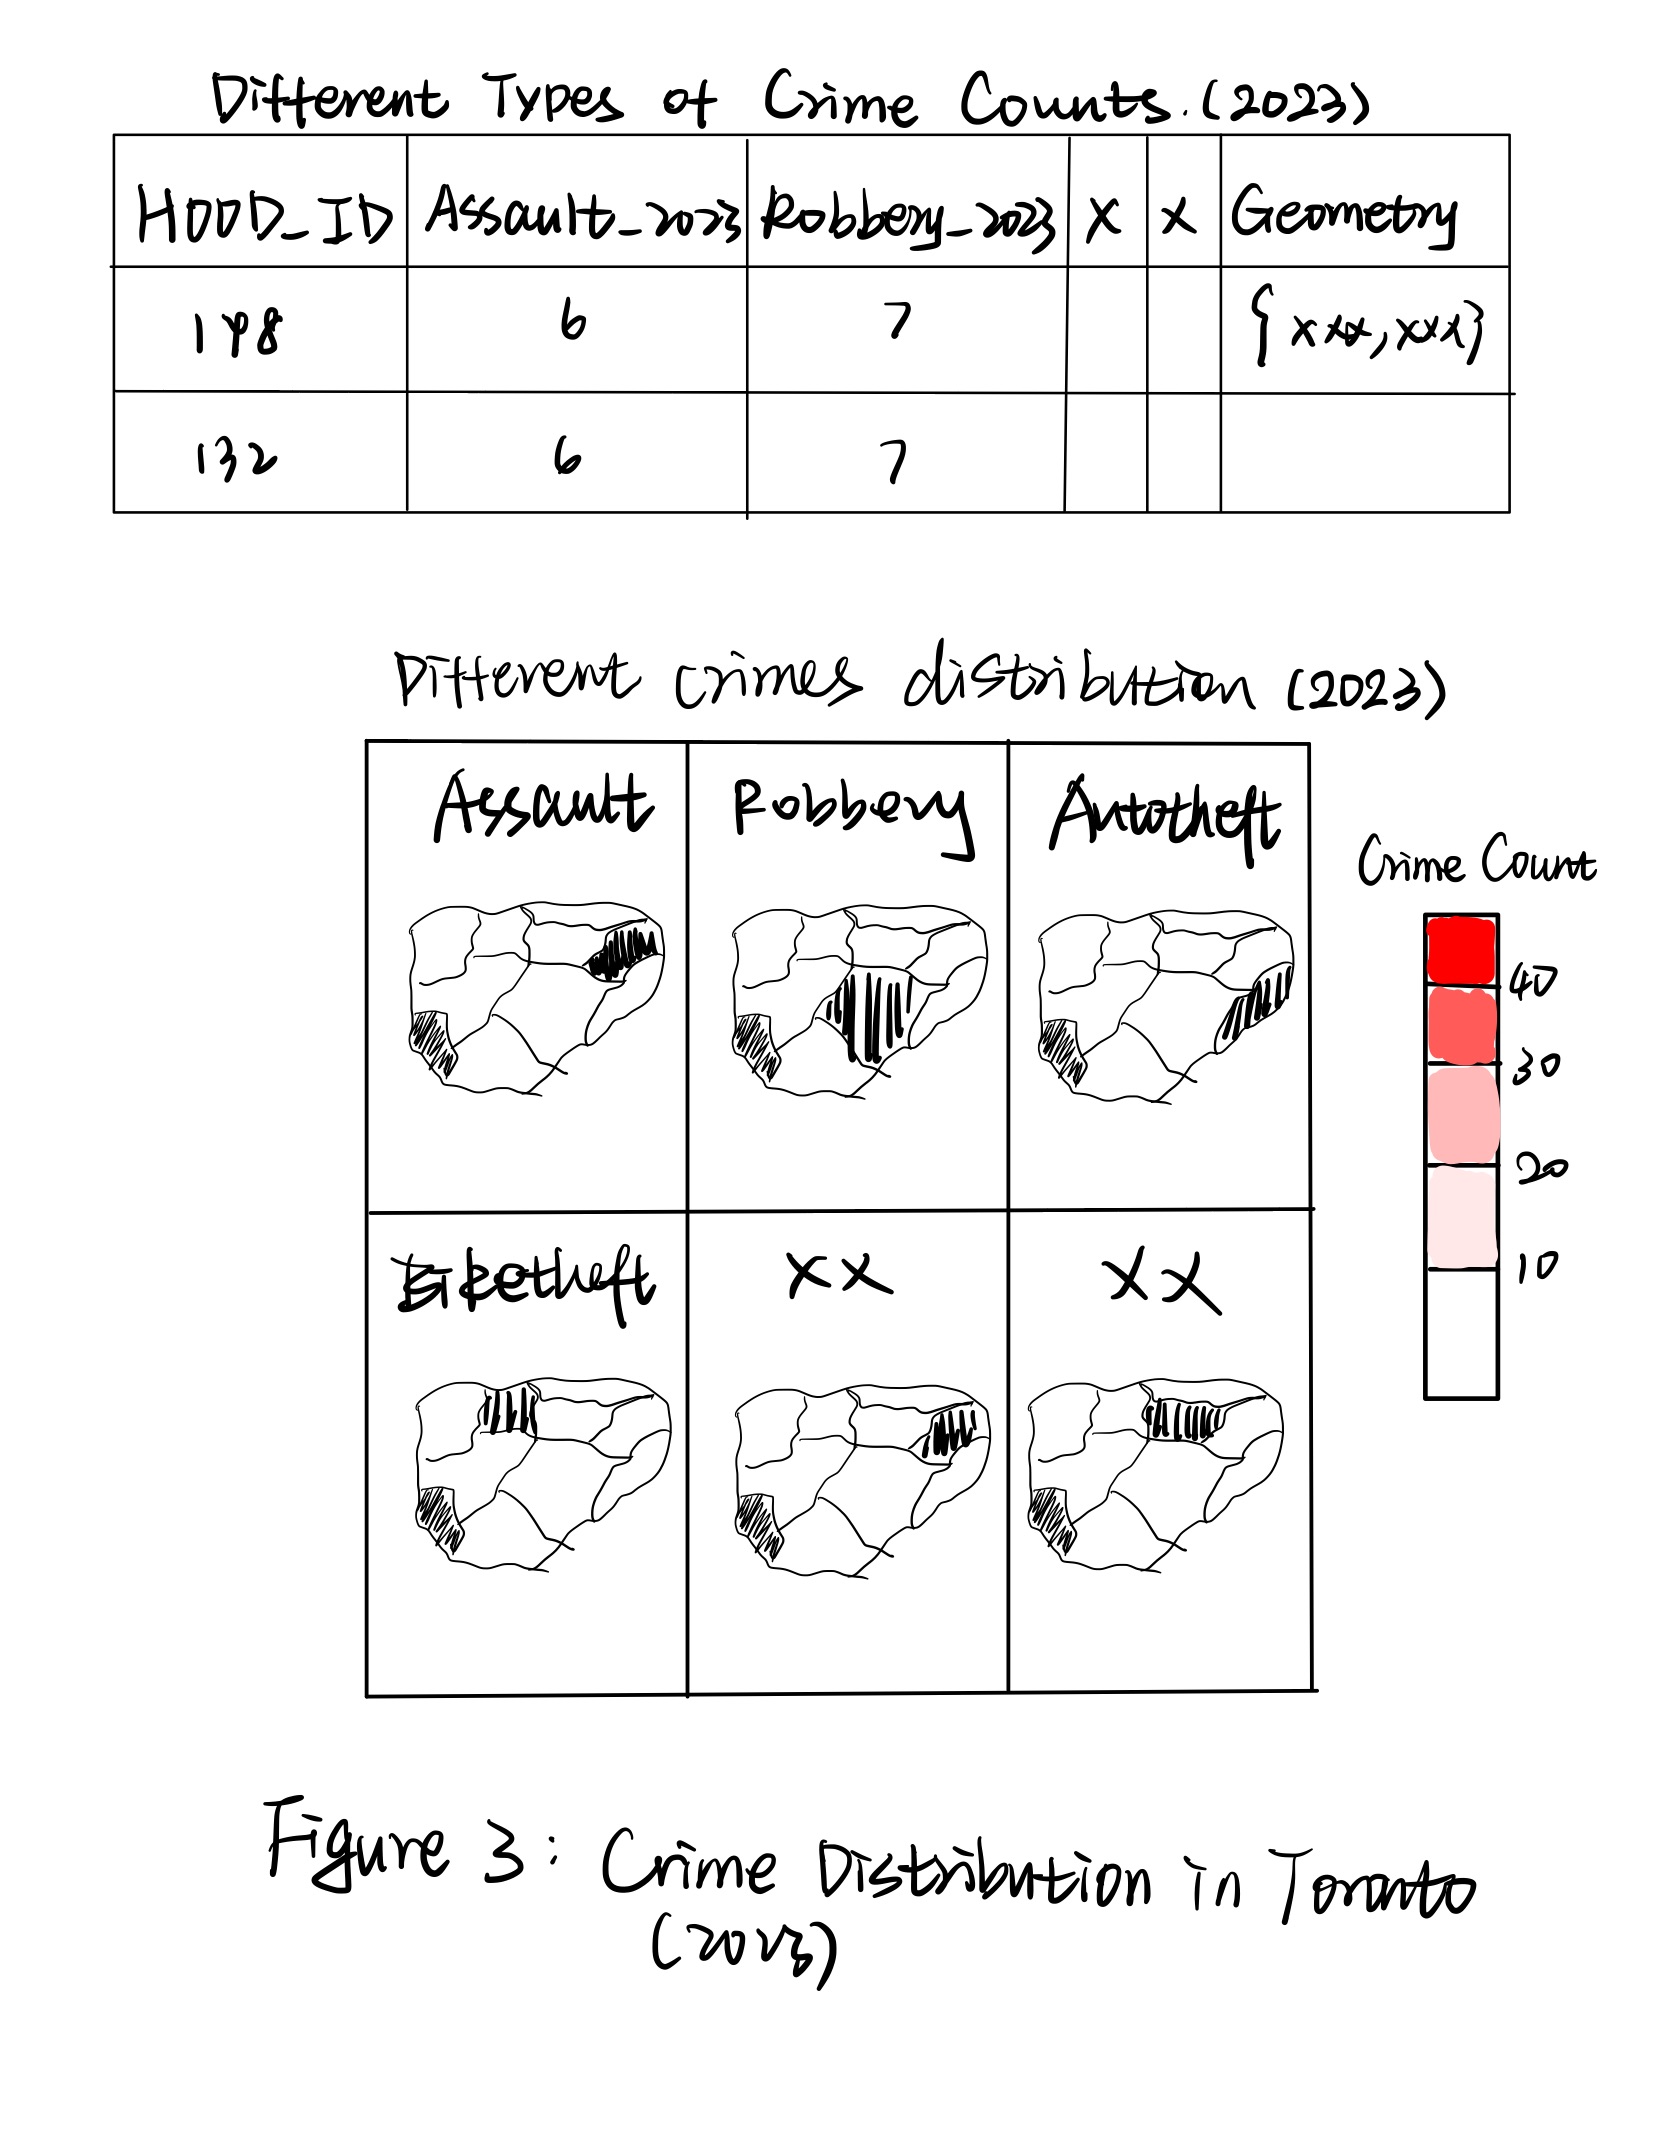 Different Types of Crime Counts. (2023)
HOOD_ID Assault_2023 Robbery_2023 X X Geometry
148 6 7 {xxx, xxx}
132 6 7
Different crimes distribution (2023)
Assault Robbery Autotheft
Crime Count
40
30
20
10
Biketheft XX XX
Figure 3: Crime Distribution in Toronto
(2023)